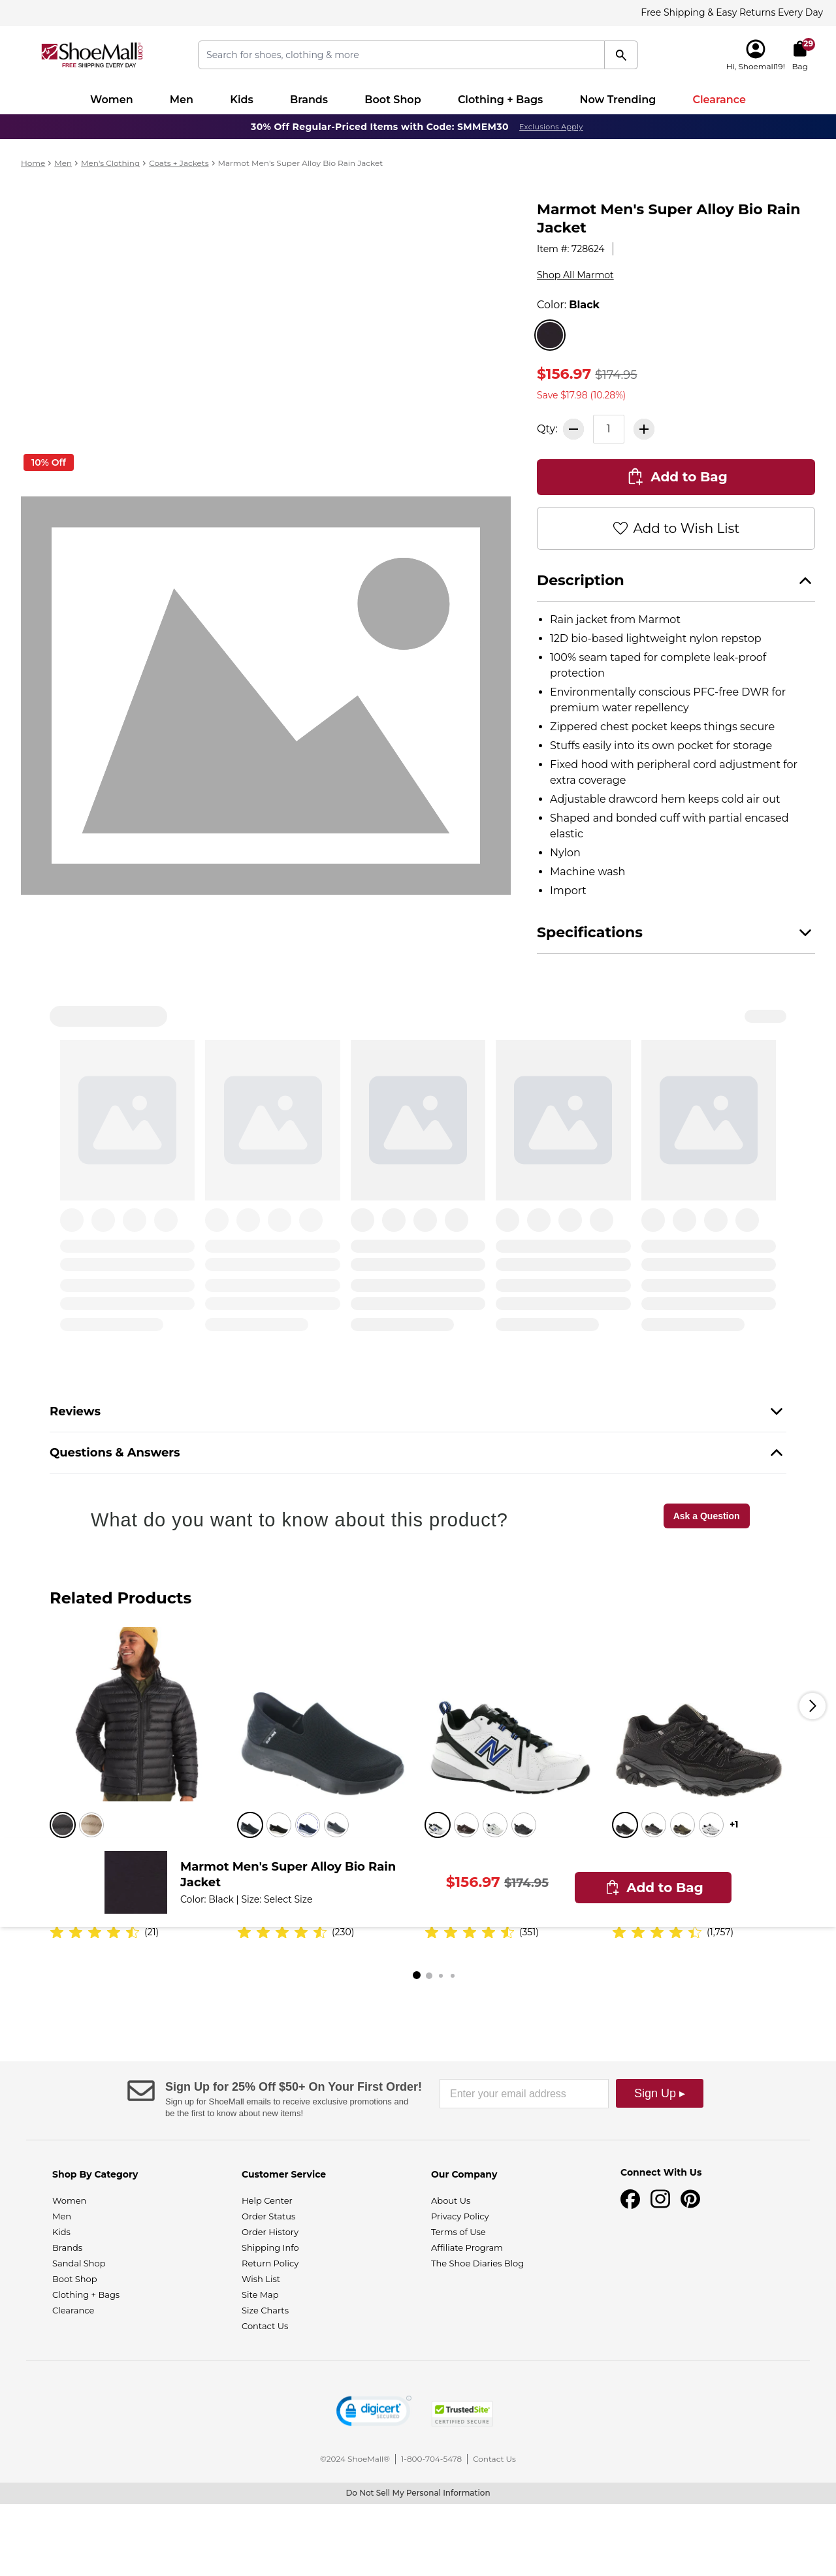 Free Shipping & Easy Returns Every Day
ShoeMall.com
FREE SHIPPING EVERY DAY
Search for shoes, clothing & more
29
Hi, Shoemall19!
Bag
Women
Men
Kids
Brands
Boot Shop
Clothing + Bags
Now Trending
Clearance
30% Off Regular-Priced Items with Code: SMMEM30
Exclusions Apply
Home > Men > Men's Clothing > Coats + Jackets > Marmot Men's Super Alloy Bio Rain Jacket
Marmot Men's Super Alloy Bio Rain
Jacket
Item #: 728624
Shop All Marmot
Color: Black
$156.97 $174.95
Save $17.98 (10.28%)
Qty:
1
10% Off
Add to Bag
Add to Wish List
Description
• Rain jacket from Marmot
• 12D bio-based lightweight nylon repstop
• 100% seam taped for complete leak-proof
protection
• Environmentally conscious PFC-free DWR for
premium water repellency
• Zippered chest pocket keeps things secure
• Stuffs easily into its own pocket for storage
• Fixed hood with peripheral cord adjustment for
extra coverage
• Adjustable drawcord hem keeps cold air out
• Shaped and bonded cuff with partial encased
elastic
• Nylon
• Machine wash
• Import
Specifications
Reviews
Questions & Answers
What do you want to know about this product?
Ask a Question
Related Products
+1
Marmot Men's Super Alloy Bio Rain
Jacket
Color: Black | Size: Select Size
$156.97 $174.95
Add to Bag
(21)
(230)
(351)
(1,757)
Sign Up for 25% Off $50+ On Your First Order!
Sign up for ShoeMall emails to receive exclusive promotions and
be the first to know about new items!
Enter your email address
Sign Up ▸
Shop By Category
Women
Men
Kids
Brands
Sandal Shop
Boot Shop
Clothing + Bags
Clearance
Customer Service
Help Center
Order Status
Order History
Shipping Info
Return Policy
Wish List
Site Map
Size Charts
Contact Us
Our Company
About Us
Privacy Policy
Terms of Use
Affiliate Program
The Shoe Diaries Blog
Connect With Us
digicert
SECURED
TrustedSite
CERTIFIED SECURE
©2024 ShoeMall®
1-800-704-5478
Contact Us
Do Not Sell My Personal Information